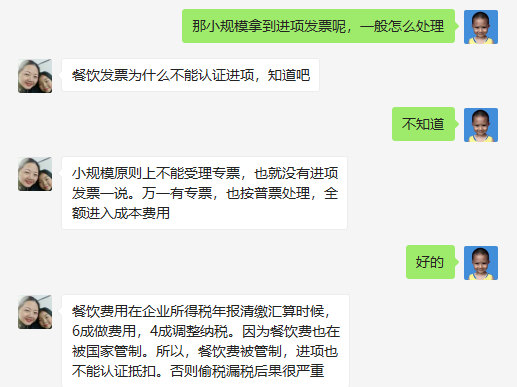 那小规模拿到进项发票呢，一般怎么处理
餐饮发票为什么不能认证进项，知道吧
不知道
小规模原则上不能受理专票，也就没有进项
发票一说。万一有专票，也按普票处理，全
额进入成本费用
好的
餐饮费用在企业所得税年报清缴汇算时候，
6成做费用，4成调整纳税。因为餐饮费也在
被国家管制。所以，餐饮费被管制，进项也
不能认证抵扣。否则偷税漏税后果很严重